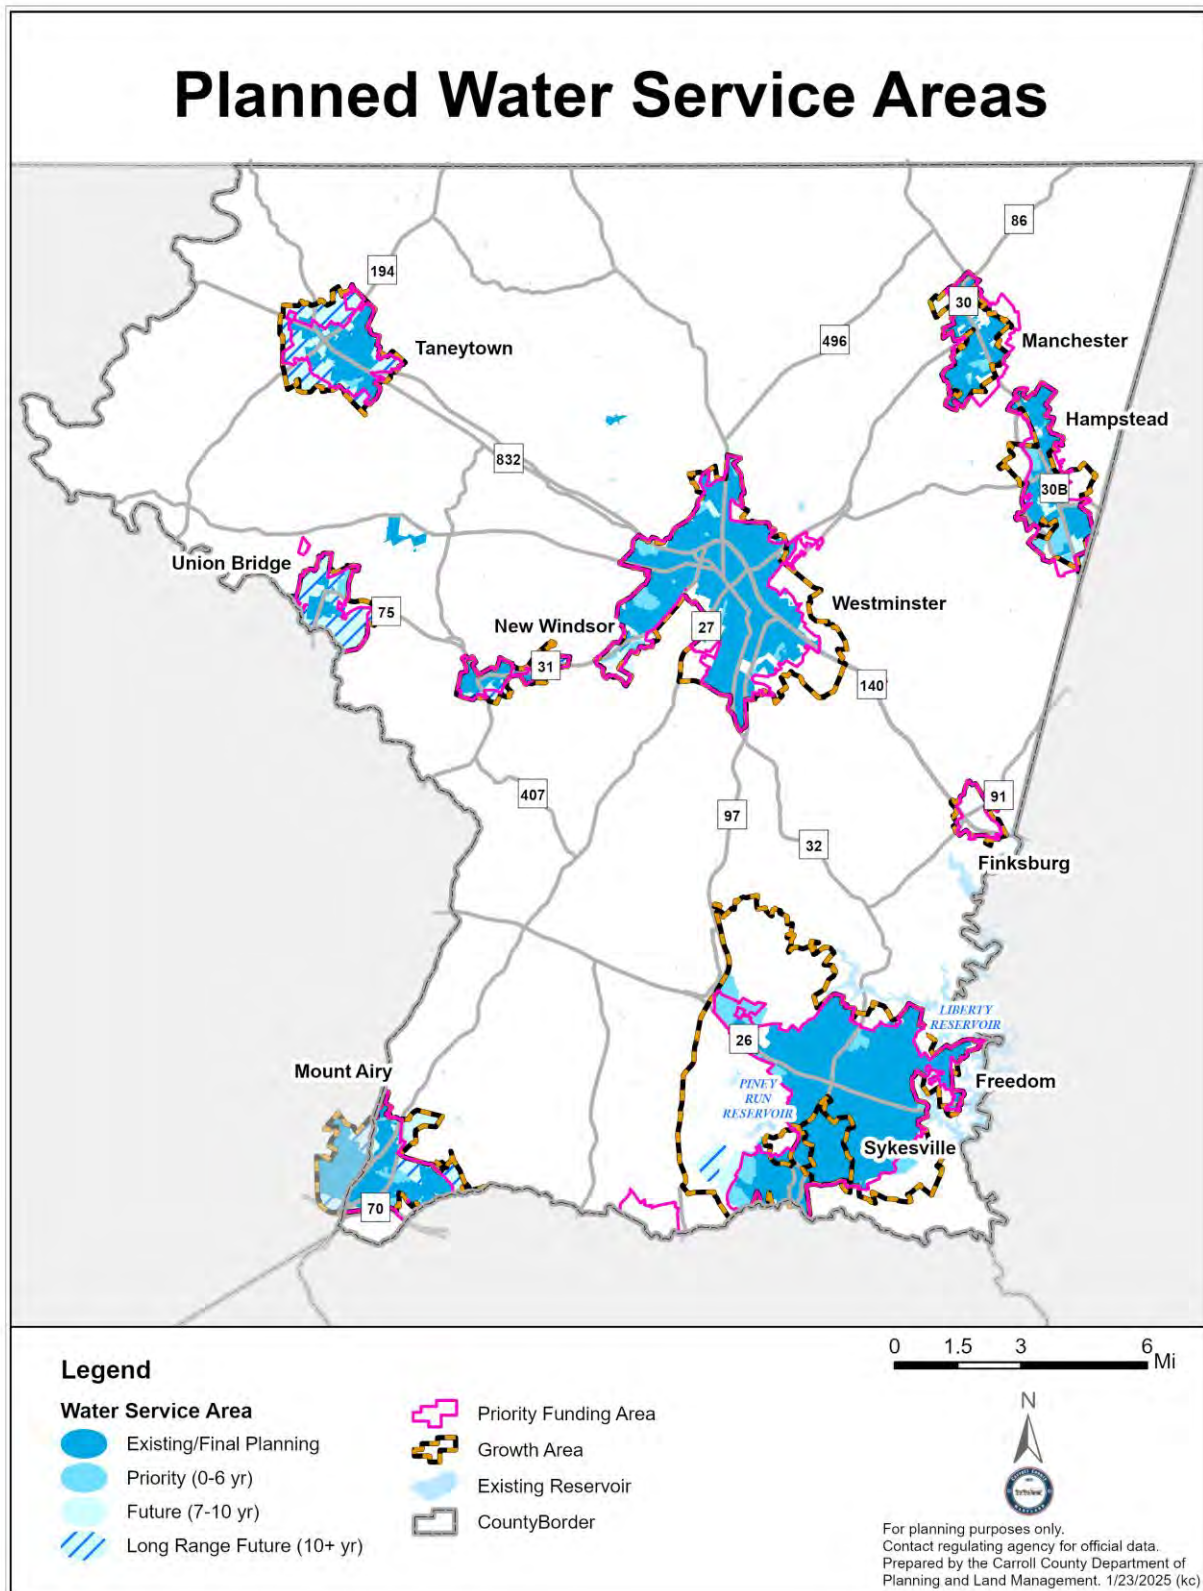 Planned Water Service Areas
86
194
30
Manchester
496
Taneytown
Hampstead
832
30B
Union Bridge
75
Westminster
New Windsor
27
31
140
407
91
97
32
Finksburg
LIBERTY
RESERVOIR
26
Mount Airy
PINEY
RUN
RESERVOIR
Freedom
Sykesville
70
Legend
Water Service Area
Existing/Final Planning
Priority (0-6 yr)
Future (7-10 yr)
Long Range Future (10+ yr)
Priority Funding Area
Growth Area
Existing Reservoir
CountyBorder
0 1.5 3 6
Mi
N
For planning purposes only.
Contact regulating agency for official data.
Prepared by the Carroll County Department of
Planning and Land Management. 1/23/2025 (kc)